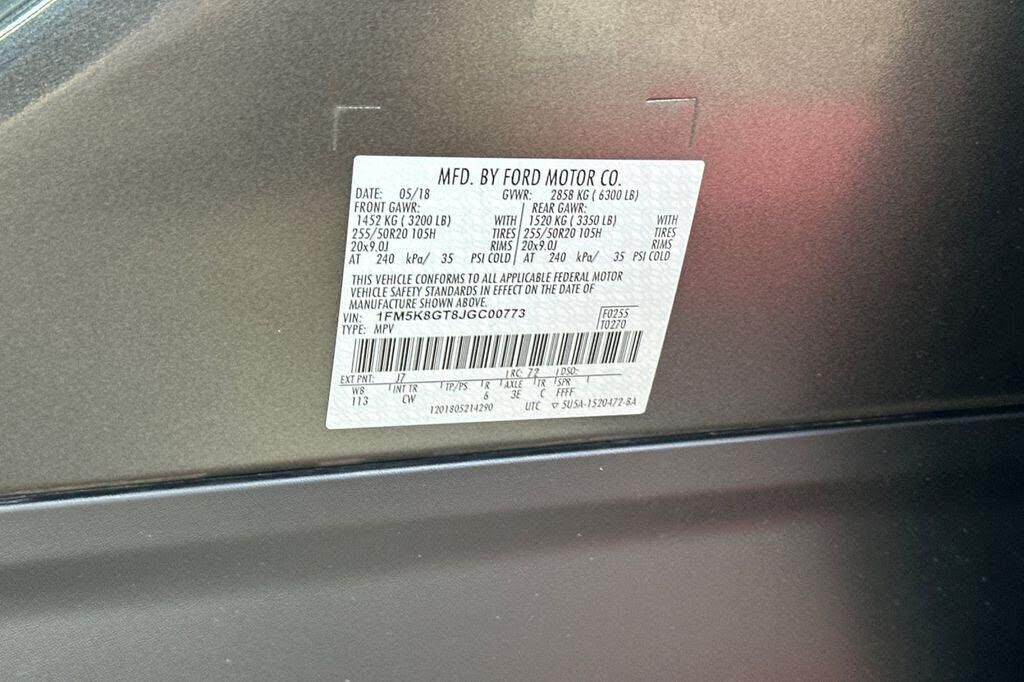 MFD. BY FORD MOTOR CO.
DATE: 05/18 GVWR: 2858 KG ( 6300 LB)
FRONT GAWR: REAR GAWR:
1452 KG ( 3200 LB) WITH 1520 KG ( 3350 LB) WITH
255/50R20 105H TIRES 255/50R20 105H TIRES
20x9.0J RIMS 20x9.0J RIMS
AT 240 kPa/ 35 PSI COLD AT 240 kPa/ 35 PSI COLD
THIS VEHICLE CONFORMS TO ALL APPLICABLE FEDERAL MOTOR
VEHICLE SAFETY STANDARDS IN EFFECT ON THE DATE OF
MANUFACTURE SHOWN ABOVE.
VIN: 1FM5K8GT8JGC00773 F0255
TYPE: MPV T0270
EXT PNT: J7 RC: 72 DSO:
WB INT TR TP/PS R AXLE TR SPR
113 CW 6 3E C FFFF
1201805214290 UTC ▽ 5U5A-1520472-BA